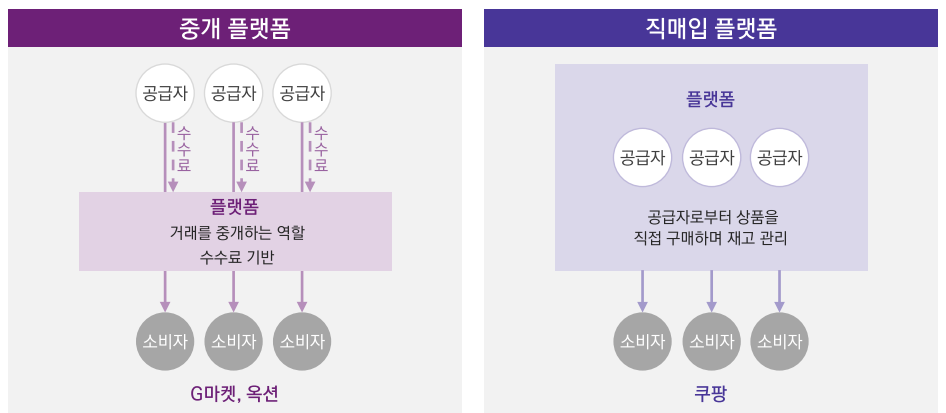 중개 플랫폼
공급자 공급자 공급자
수수료 수수료 수수료
플랫폼
거래를 중개하는 역할
수수료 기반
소비자 소비자 소비자
G마켓, 옥션
직매입 플랫폼
플랫폼
공급자 공급자 공급자
공급자로부터 상품을
직접 구매하며 재고 관리
소비자 소비자 소비자
쿠팡